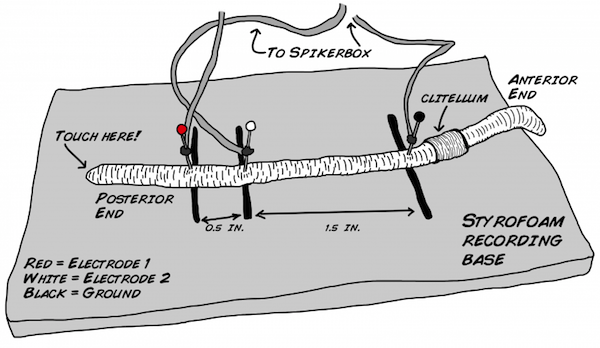 To Spikerbox
Anterior
End
clitellum
Touch here!
Posterior
End
0.5 in.
1.5 in.
Styrofoam
recording
base
Red = Electrode 1
White = Electrode 2
Black = Ground